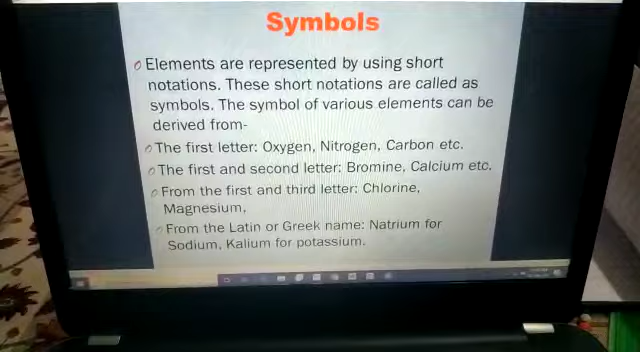 Symbols
Elements are represented by using short
notations. These short notations are called as
symbols. The symbol of various elements can be
derived from-
The first letter: Oxygen, Nitrogen, Carbon etc.
The first and second letter: Bromine, Calcium etc.
From the first and third letter: Chlorine,
Magnesium,
From the Latin or Greek name: Natrium for
Sodium, Kalium for potassium.